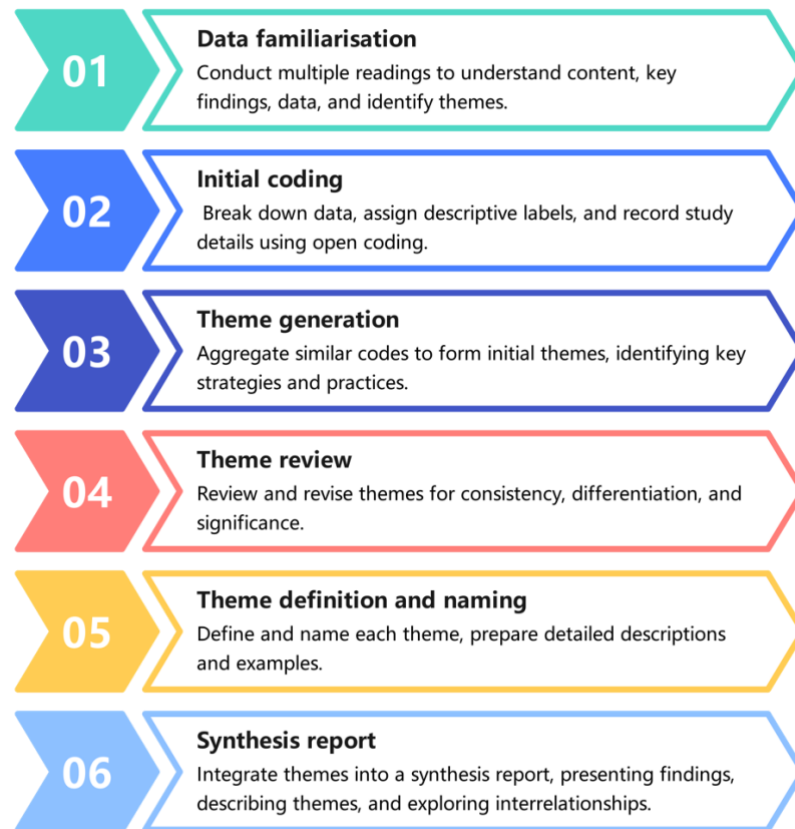 01
Data familiarisation
Conduct multiple readings to understand content, key
findings, data, and identify themes.
02
Initial coding
Break down data, assign descriptive labels, and record study
details using open coding.
03
Theme generation
Aggregate similar codes to form initial themes, identifying key
strategies and practices.
04
Theme review
Review and revise themes for consistency, differentiation, and
significance.
05
Theme definition and naming
Define and name each theme, prepare detailed descriptions
and examples.
06
Synthesis report
Integrate themes into a synthesis report, presenting findings,
describing themes, and exploring interrelationships.